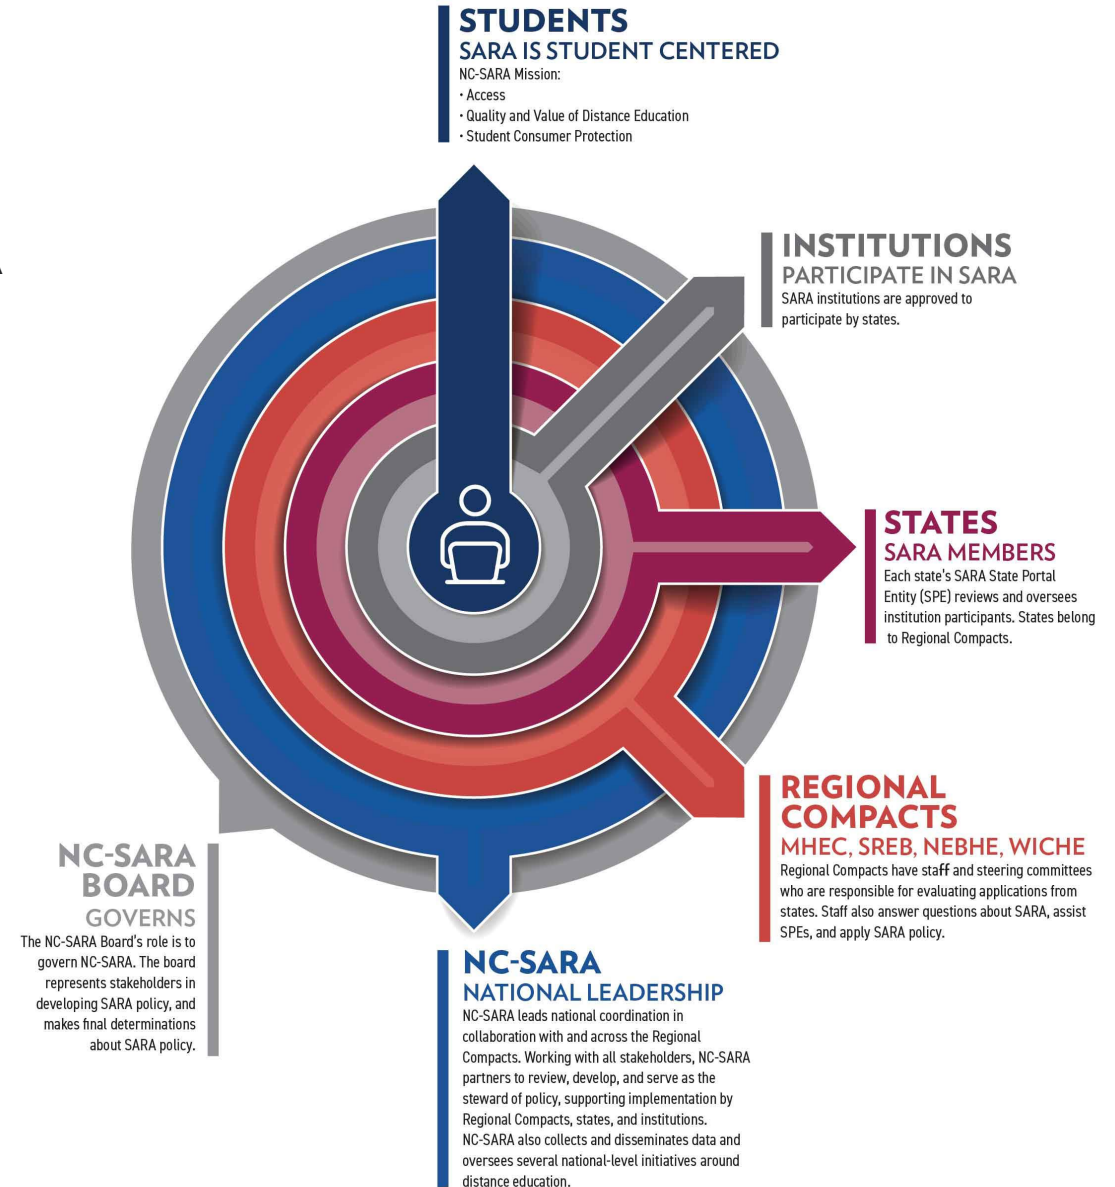 STUDENTS
SARA IS STUDENT CENTERED
NC-SARA Mission:
• Access
• Quality and Value of Distance Education
• Student Consumer Protection
INSTITUTIONS
PARTICIPATE IN SARA
SARA institutions are approved to
participate by states.
STATES
SARA MEMBERS
Each state's SARA State Portal
Entity (SPE) reviews and oversees
institution participants. States belong
to Regional Compacts.
REGIONAL
COMPACTS
MHEC, SREB, NEBHE, WICHE
Regional Compacts have staff and steering committees
who are responsible for evaluating applications from
states. Staff also answer questions about SARA, assist
SPEs, and apply SARA policy.
NC-SARA
NATIONAL LEADERSHIP
NC-SARA leads national coordination in
collaboration with and across the Regional
Compacts. Working with all stakeholders, NC-SARA
partners to review, develop, and serve as the
steward of policy, supporting implementation by
Regional Compacts, states, and institutions.
NC-SARA also collects and disseminates data and
oversees several national-level initiatives around
distance education.
NC-SARA
BOARD
GOVERNS
The NC-SARA Board's role is to
govern NC-SARA. The board
represents stakeholders in
developing SARA policy, and
makes final determinations
about SARA policy.